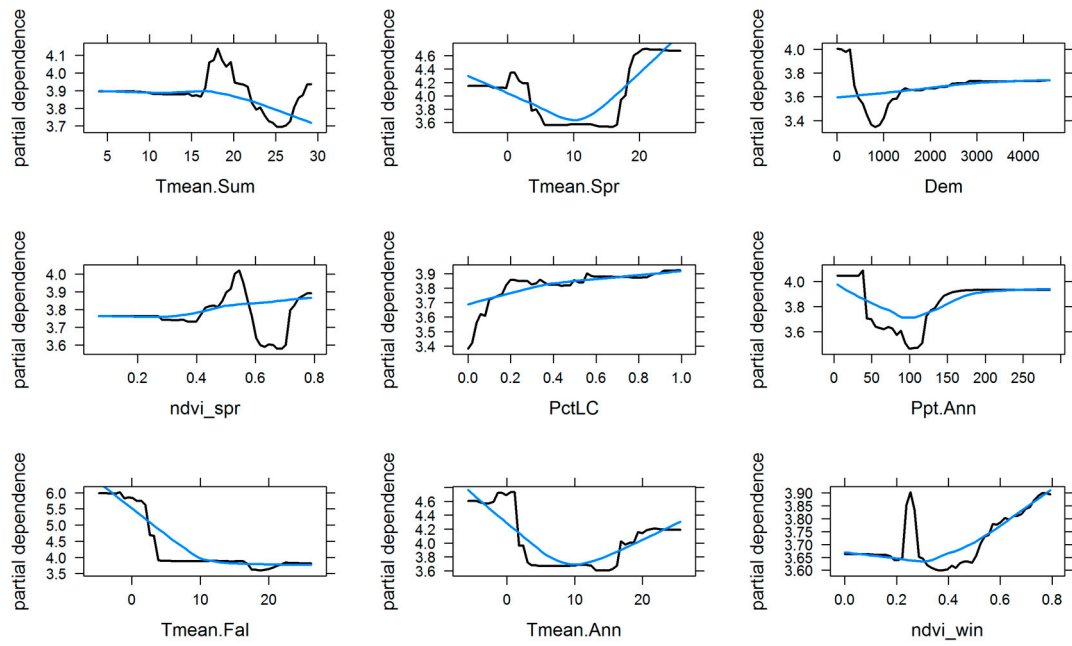 partial dependence
4.1
4.0
3.9
3.8
3.7
5 10 15 20 25 30
Tmean.Sum
partial dependence
4.6
4.4
4.2
4.0
3.8
3.6
0 10 20
Tmean.Spr
partial dependence
4.0
3.8
3.6
3.4
0 1000 2000 3000 4000
Dem
partial dependence
4.0
3.9
3.8
3.7
3.6
0.2 0.4 0.6 0.8
ndvi_spr
partial dependence
3.9
3.8
3.7
3.6
3.5
3.4
0.0 0.2 0.4 0.6 0.8 1.0
PctLC
partial dependence
4.0
3.8
3.6
0 50 100 150 200 250
Ppt.Ann
partial dependence
6.0
5.5
5.0
4.5
4.0
3.5
0 10 20
Tmean.Fal
partial dependence
4.6
4.4
4.2
4.0
3.8
3.6
0 10 20
Tmean.Ann
partial dependence
3.90
3.85
3.80
3.75
3.70
3.65
3.60
0.0 0.2 0.4 0.6 0.8
ndvi_win